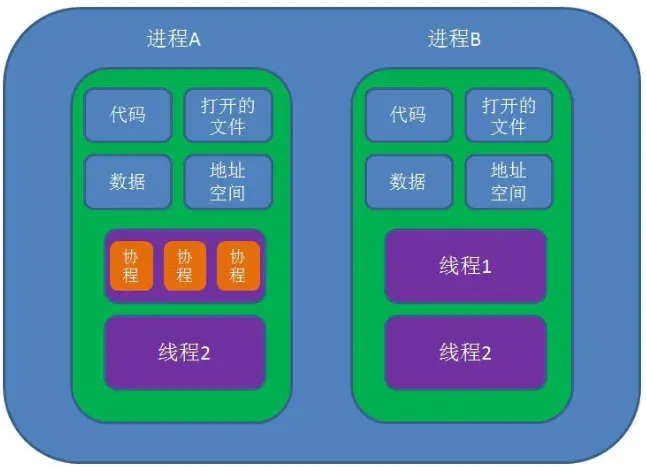 进程A
进程B
代码
打开的
文件
数据
地址
空间
协
程
协
程
协
程
线程2
代码
打开的
文件
数据
地址
空间
线程1
线程2